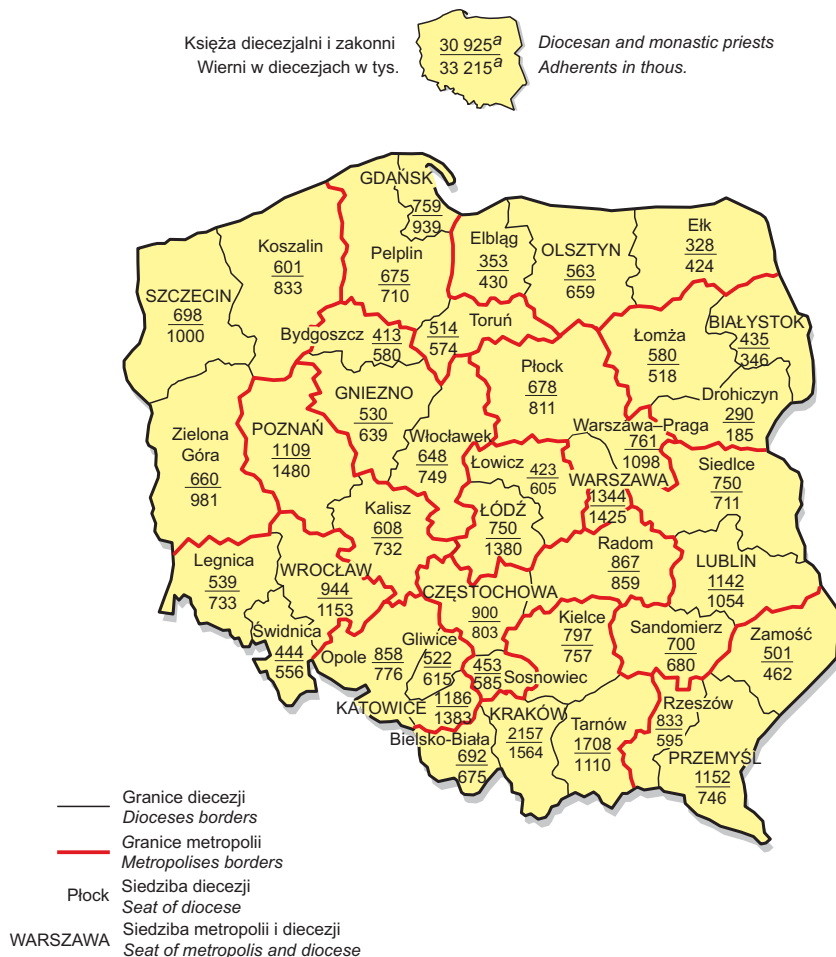 Księża diecezjalni i zakonni 30 925a Diocesan and monastic priests
Wierni w diecezjach w tys. 33 215a Adherents in thous.
GDAŃSK
759
939
Koszalin
601
833
Pelplin
675
710
Elbląg
353
430
OLSZTYN
563
659
Ełk
328
424
SZCZECIN
698
1000
Bydgoszcz 413
580
514 Toruń
574
Łomża
580
518
BIAŁYSTOK
435
346
Płock
678
811
Drohiczyn
290
185
GNIEZNO
530
639
POZNAŃ
1109
1480
Zielona
Góra
660
981
Włocławek
648
749
Warszawa–Praga
761
1098
Łowicz 423
605
WARSZAWA
1344
1425
Siedlce
750
711
Kalisz
608
732
ŁÓDŹ
750
1380
Radom
867
859
LUBLIN
1142
1054
Legnica
539
733
WROCŁAW
944
1153
CZĘSTOCHOWA
900
803
Kielce
797
757
Sandomierz
700
680
Zamość
501
462
Świdnica
444
556
Opole 858
776
Gliwice
522
615
453
585 Sosnowiec
KATOWICE 1186
1383
KRAKÓW
2157
1564
Tarnów
1708
1110
Rzeszów
833
595
Bielsko-Biała
692
675
PRZEMYŚL
1152
746
Granice diecezji
Dioceses borders
Granice metropolii
Metropolises borders
Płock Siedziba diecezji
Seat of diocese
WARSZAWA Siedziba metropolii i diecezji
Seat of metropolis and diocese